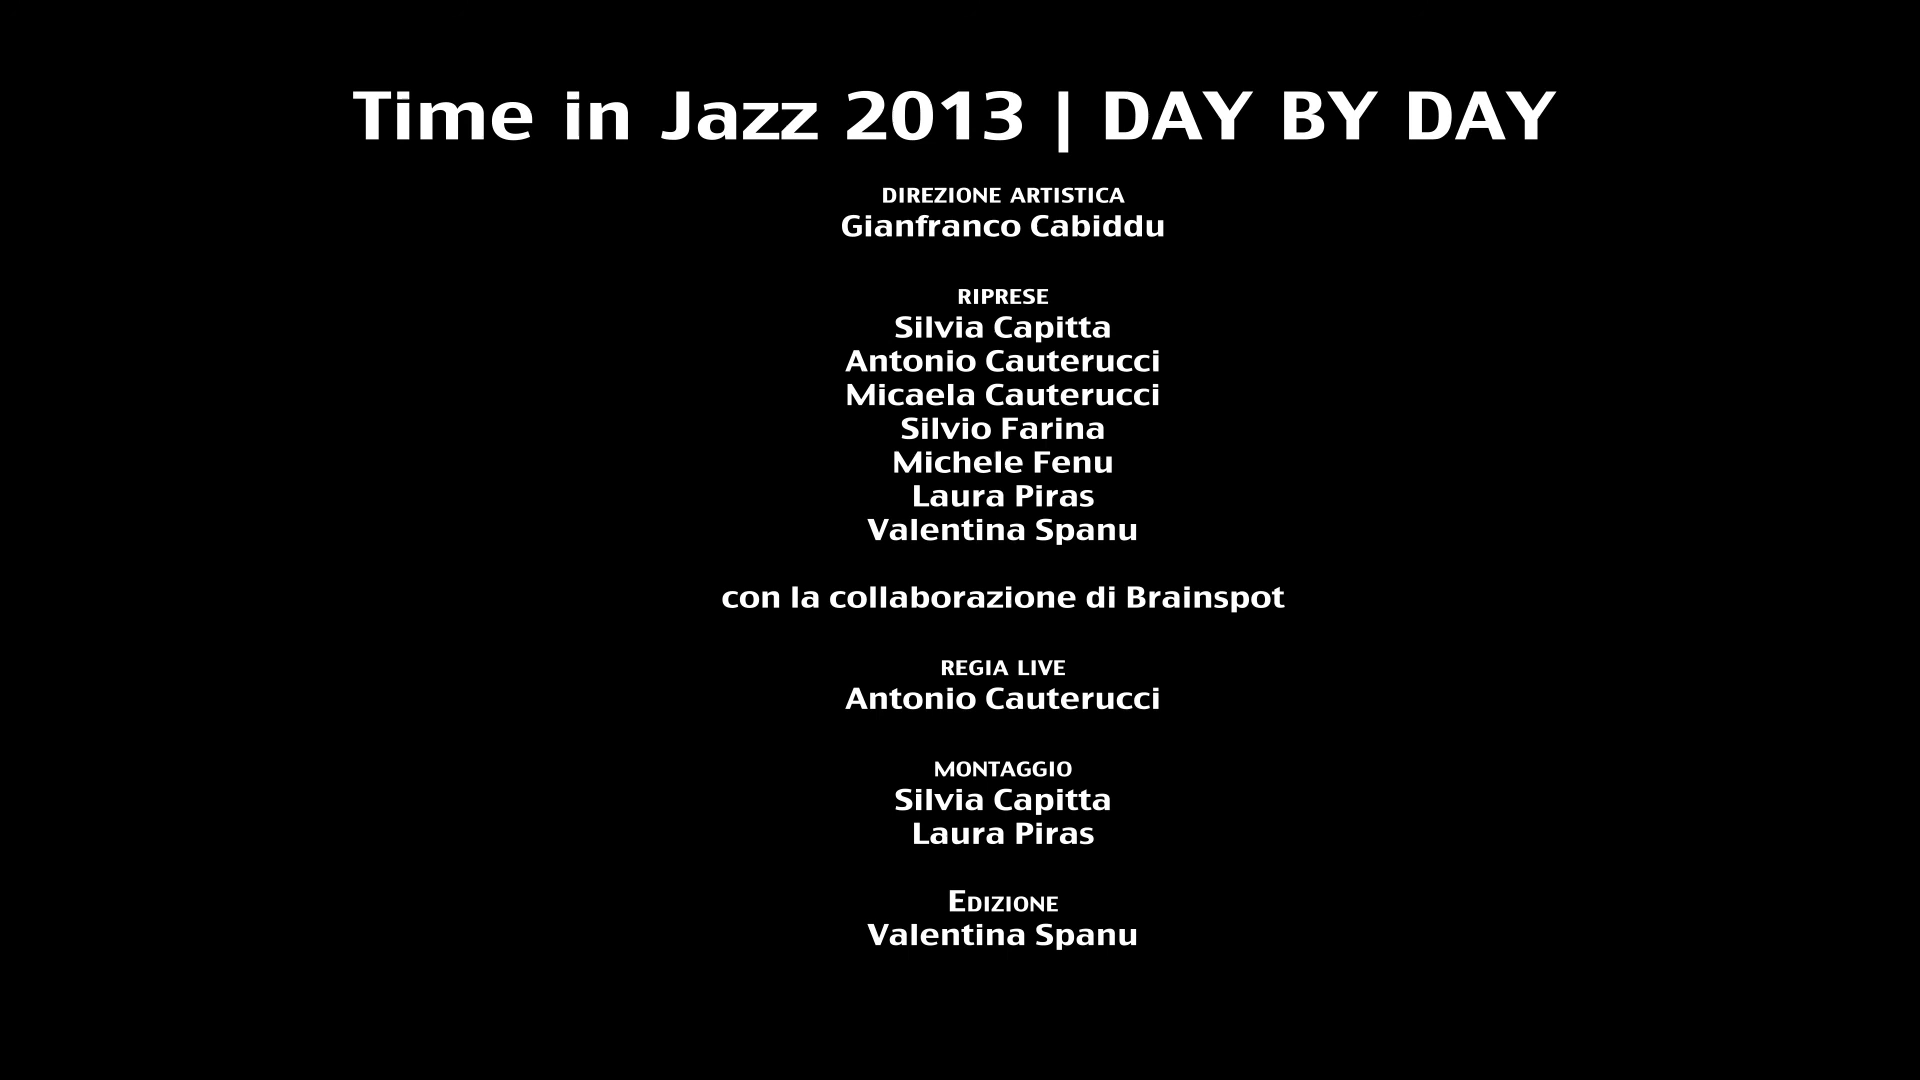 Time in Jazz 2013 | DAY BY DAY
DIREZIONE ARTISTICA
Gianfranco Cabiddu
RIPRESE
Silvia Capitta
Antonio Cauterucci
Micaela Cauterucci
Silvio Farina
Michele Fenu
Laura Piras
Valentina Spanu
con la collaborazione di Brainspot
REGIA LIVE
Antonio Cauterucci
MONTAGGIO
Silvia Capitta
Laura Piras
EDIZIONE
Valentina Spanu